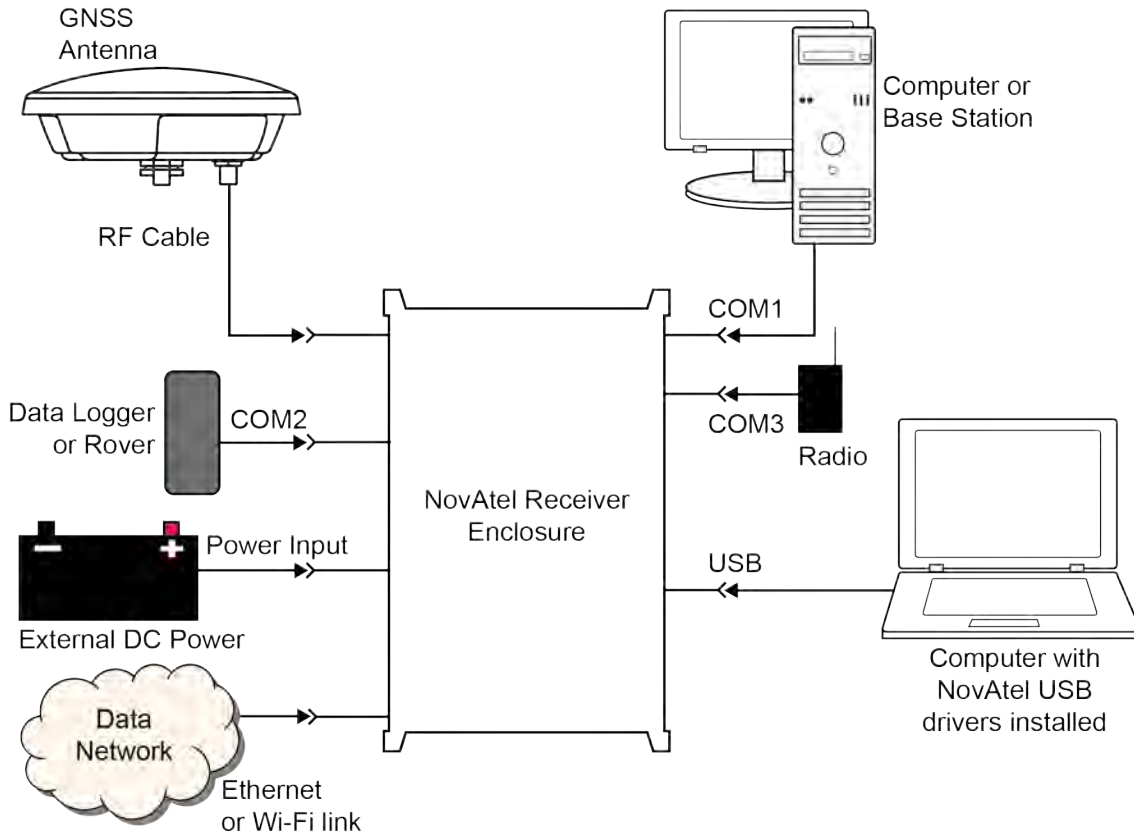 GNSS
Antenna
RF Cable
Computer or
Base Station
COM1
COM3
Radio
Data Logger
or Rover
COM2
NovAtel Receiver
Enclosure
Power Input
External DC Power
USB
Computer with
NovAtel USB
drivers installed
Data
Network
Ethernet
or Wi-Fi link